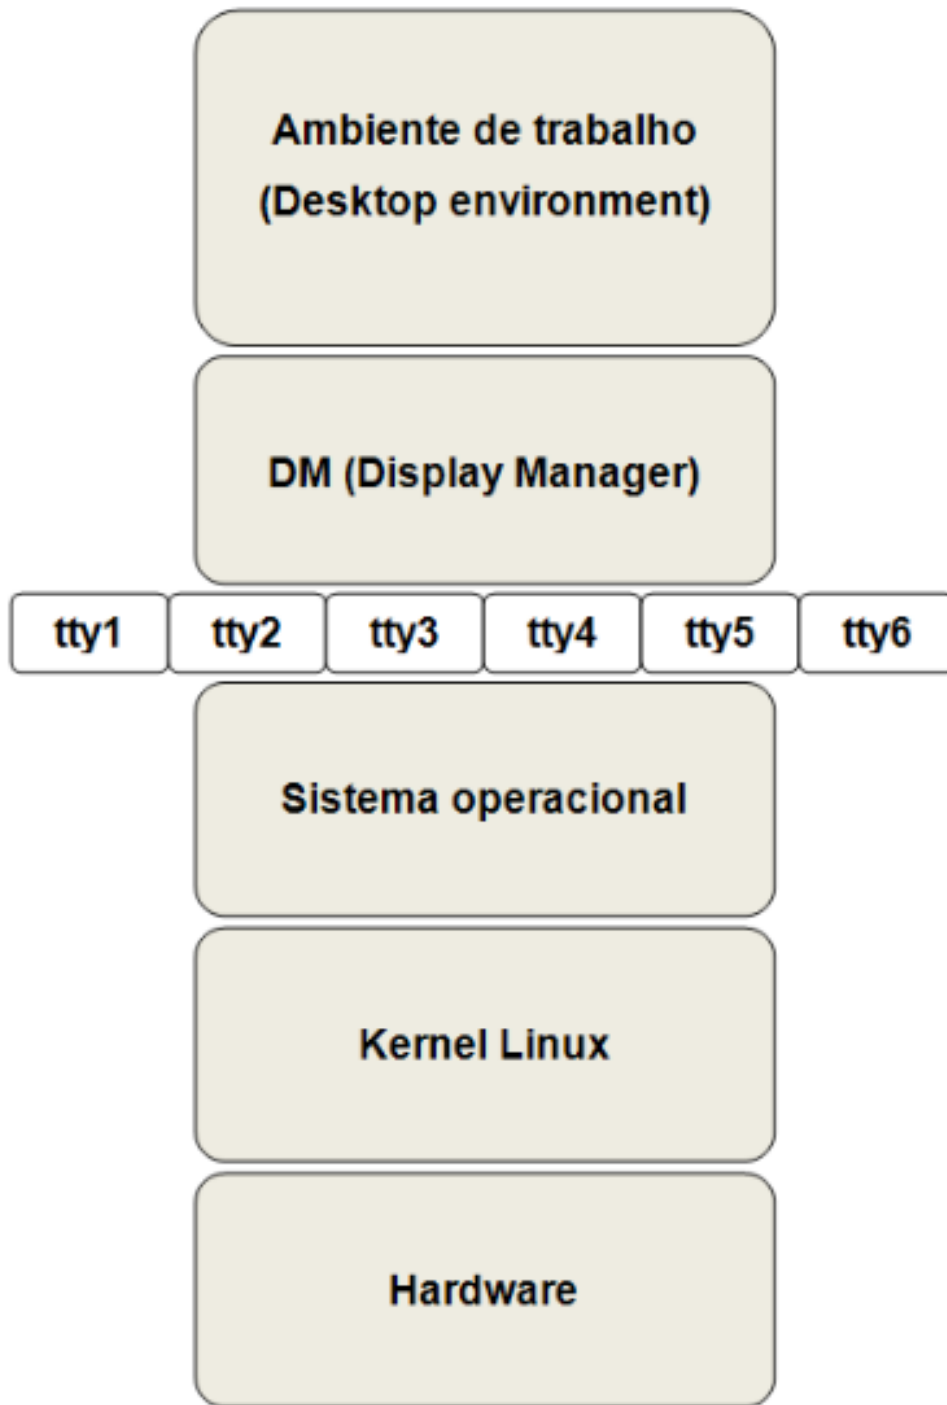 Ambiente de trabalho
(Desktop environment)
DM (Display Manager)
tty1 tty2 tty3 tty4 tty5 tty6
Sistema operacional
Kernel Linux
Hardware